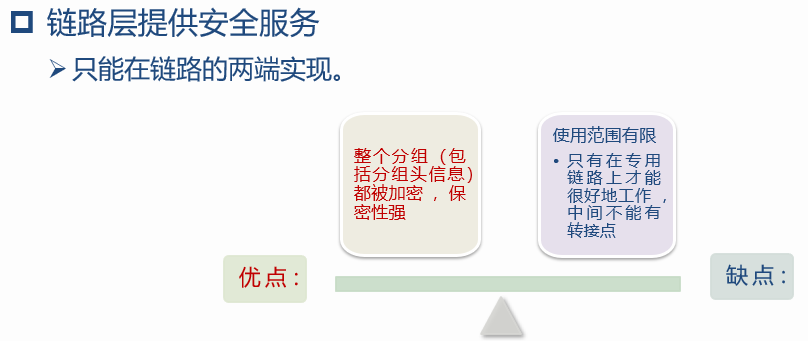 链路层提供安全服务
只能在链路的两端实现。
整个分组（包
括分组头信息）
都被加密，保
密性强
使用范围有限
• 只有在专用
链路上才能
很好地工作，
中间不能有
转接点
优点:
缺点: